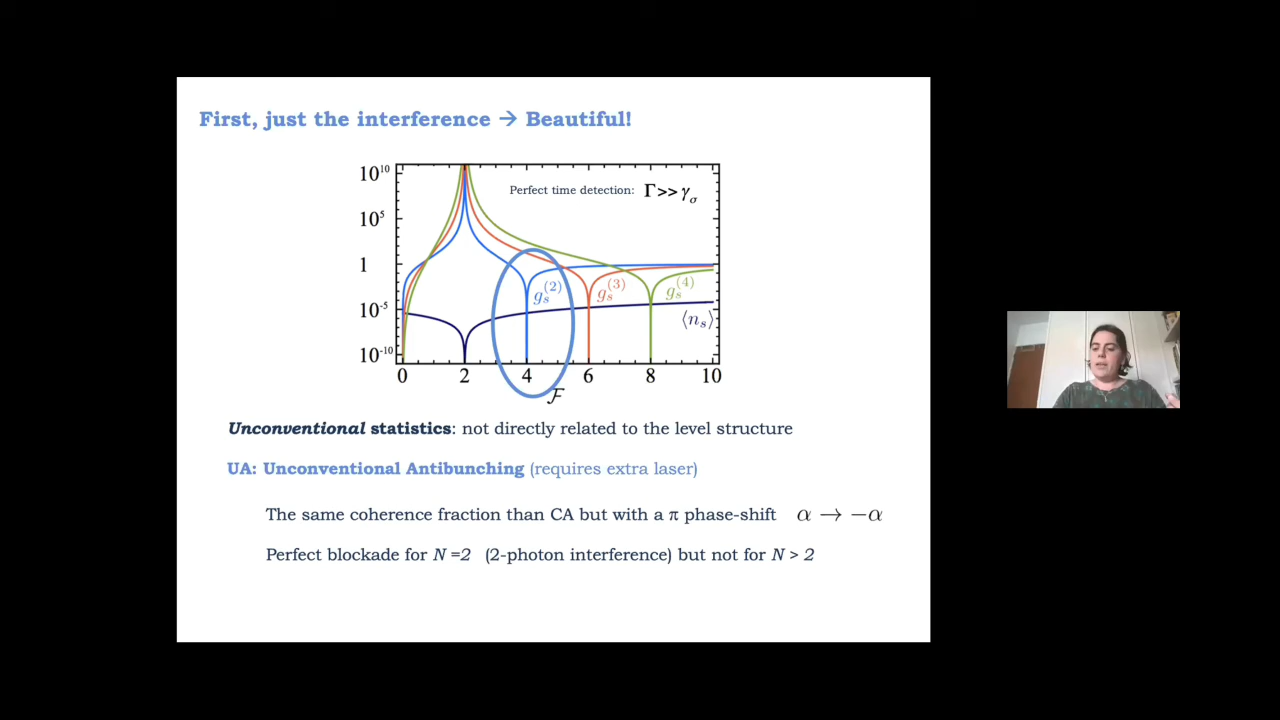 First, just the interference → Beautiful!
10^10
Perfect time detection: Γ>>γ_σ
10^5
1
g_s^(2) g_s^(3) g_s^(4)
10^-5
⟨n_s⟩
10^-10
0 2 4 6 8 10
ℱ
Unconventional statistics: not directly related to the level structure
UA: Unconventional Antibunching (requires extra laser)
The same coherence fraction than CA but with a π phase-shift α → −α
Perfect blockade for N =2 (2-photon interference) but not for N > 2